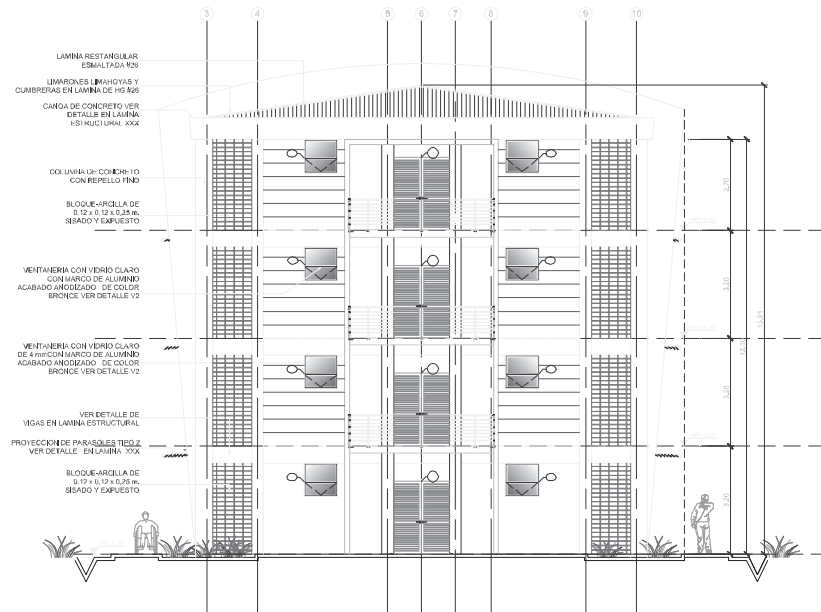 3 4 5 6 7 8 9 10
LAMINA RESTANGULAR
ESMALTADA #26
LIMARONES LIMAHOYAS Y
CUMBRERAS EN LAMINA DE HG #26
CANOA DE CONCRETO VER
DETALLE EN LAMINA
ESTRUCTURAL XXX
COLUMNA DE CONCRETO
CON REPELLO FINO
BLOQUE-ARCILLA DE
0,12 x 0,12 x 0,25 m.
SISADO Y EXPUESTO
VENTANERIA CON VIDRIO CLARO
CON MARCO DE ALUMINIO
ACABADO ANODIZADO DE COLOR
BRONCE VER DETALLE V2
VENTANERIA CON VIDRIO CLARO
DE 4 mm CON MARCO DE ALUMINIO
ACABADO ANODIZADO DE COLOR
BRONCE VER DETALLE V2
VER DETALLE DE
VIGAS EN LAMINA ESTRUCTURAL
PROYECCION DE PARASOLES TIPO 2
VER DETALLE EN LAMINA XXX
BLOQUE-ARCILLA DE
0,12 x 0,12 x 0,25 m.
SISADO Y EXPUESTO
2,70
3,20
3,20
3,20